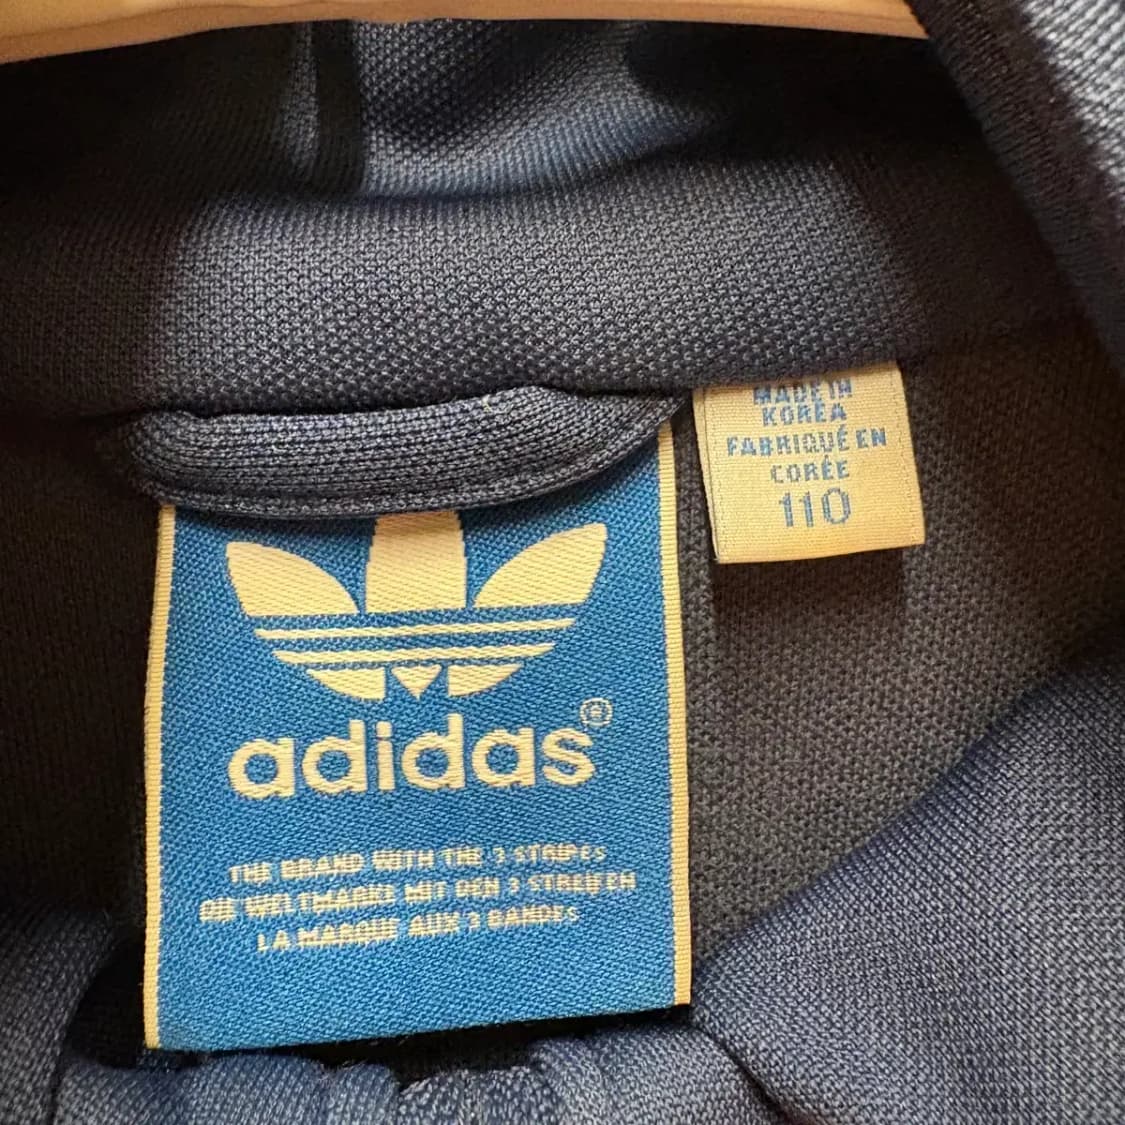 MADE IN
KOREA
FABRIQUÉ EN
CORÉE
110
adidas®
THE BRAND WITH THE 3 STRIPES
DIE WELTMARKE MIT DEN 3 STREIFEN
LA MARQUE AUX 3 BANDES